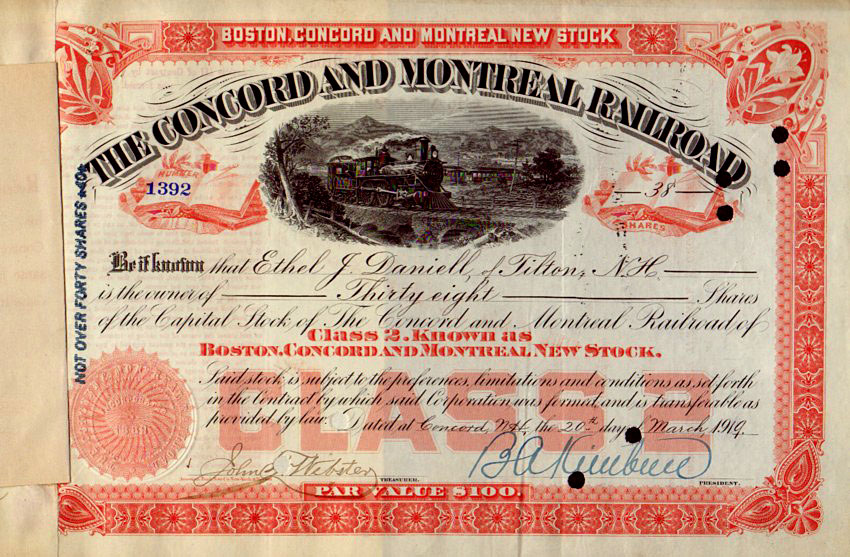 BOSTON, CONCORD AND MONTREAL NEW STOCK
THE CONCORD AND MONTREAL RAILROAD
NUMBER
1392
38
SHARES
NOT OVER FORTY SHARES $40$
Be it known that Ethel J. Daniell, of Tilton, N.H.
is the owner of Thirty eight Shares
of the Capital Stock of The Concord and Montreal Railroad of
Class 2. Known as
BOSTON, CONCORD AND MONTREAL NEW STOCK.
CLASS 2
Said stock is subject to the preferences, limitations and conditions as set forth
in the Contract by which said Corporation was formed and is transferable as
provided by law. Dated at Concord, N.H. the 20th day of March, 1919.
John F. Webster
TREASURER.
B A Kimball
PRESIDENT.
PAR VALUE $100.